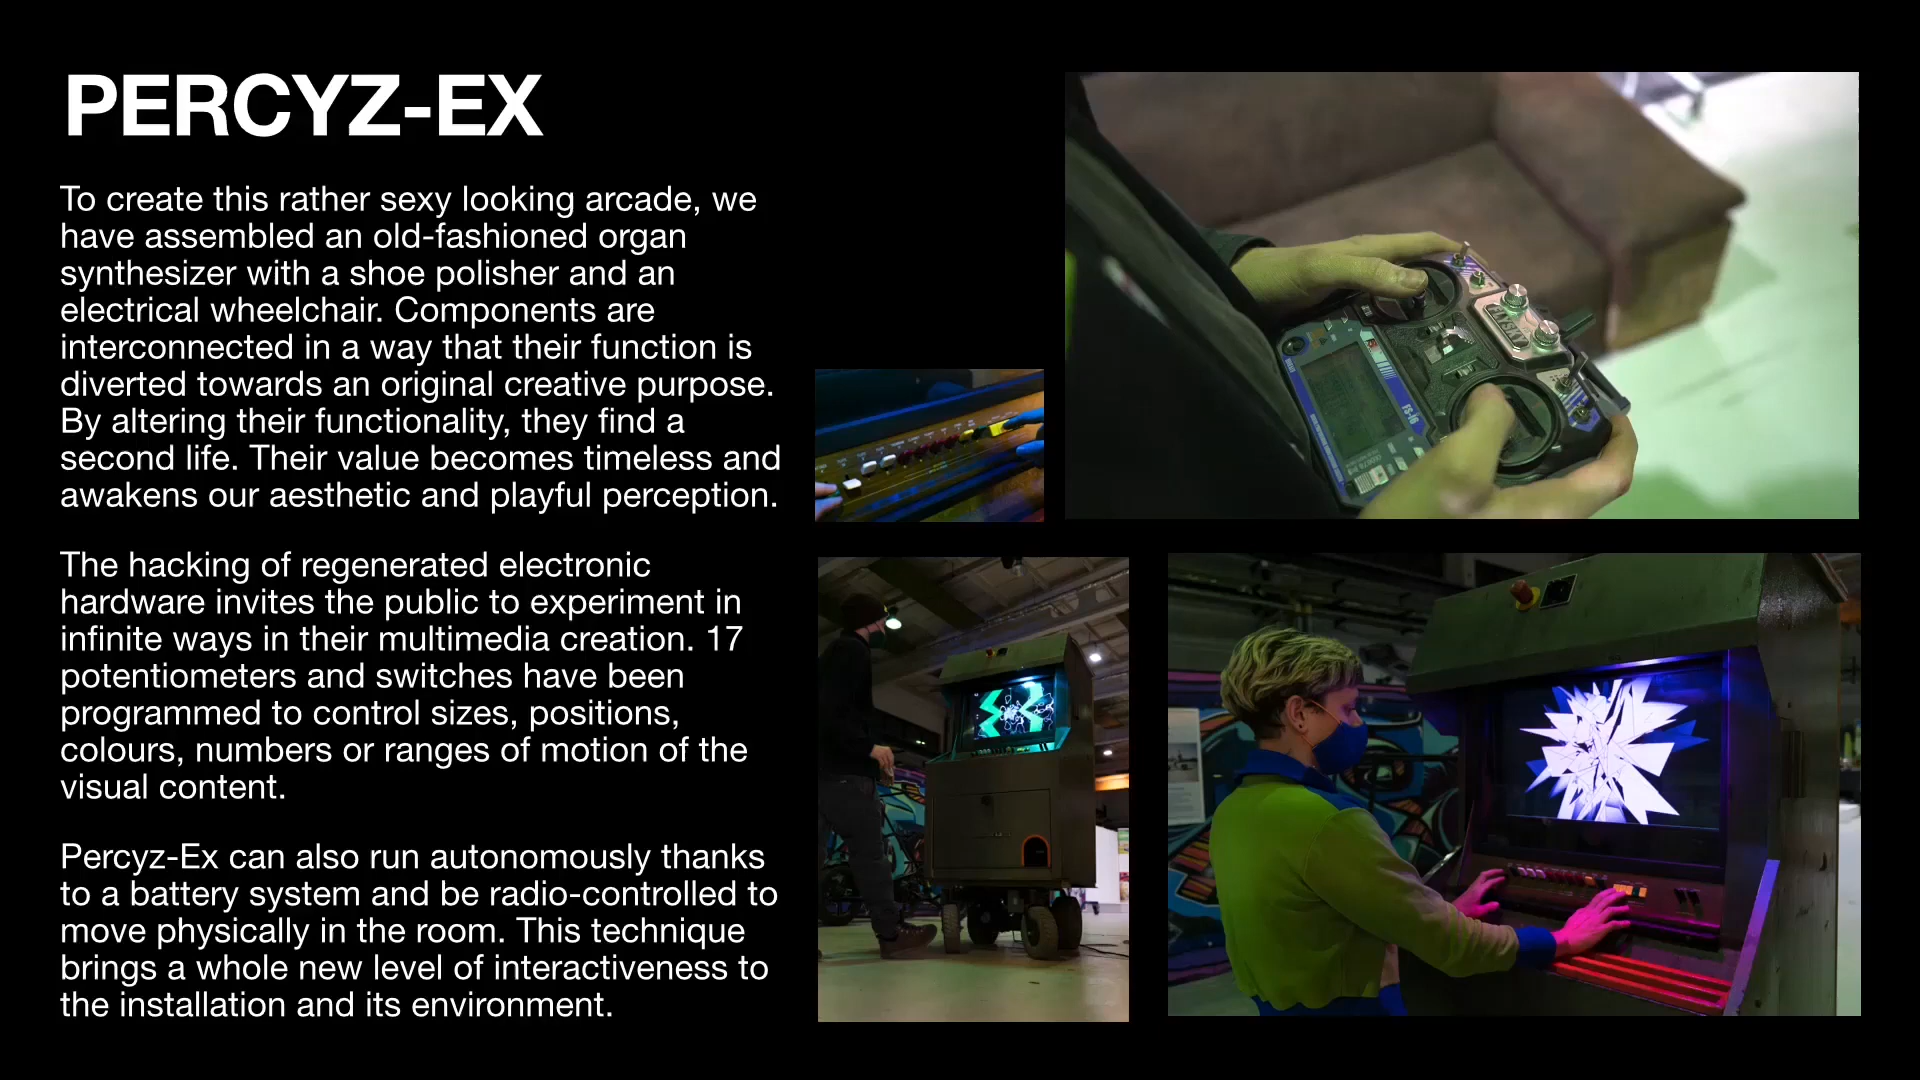 PERCYZ-EX
To create this rather sexy looking arcade, we
have assembled an old-fashioned organ
synthesizer with a shoe polisher and an
electrical wheelchair. Components are
interconnected in a way that their function is
diverted towards an original creative purpose.
By altering their functionality, they find a
second life. Their value becomes timeless and
awakens our aesthetic and playful perception.
The hacking of regenerated electronic
hardware invites the public to experiment in
infinite ways in their multimedia creation. 17
potentiometers and switches have been
programmed to control sizes, positions,
colours, numbers or ranges of motion of the
visual content.
Percyz-Ex can also run autonomously thanks
to a battery system and be radio-controlled to
move physically in the room. This technique
brings a whole new level of interactiveness to
the installation and its environment.
FLYSKY
FS-i6